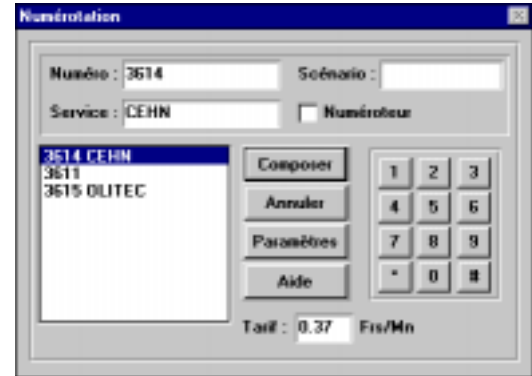 Numérotation
Numéro : 3614 Scénario :
Service : CEHN Numéroteur
3614 CEHN
3611
3615 OLITEC
Composer
Annuler
Paramètres
Aide
1 2 3
4 5 6
7 8 9
* 0 #
Tarif : 0.37 Frs/Mn